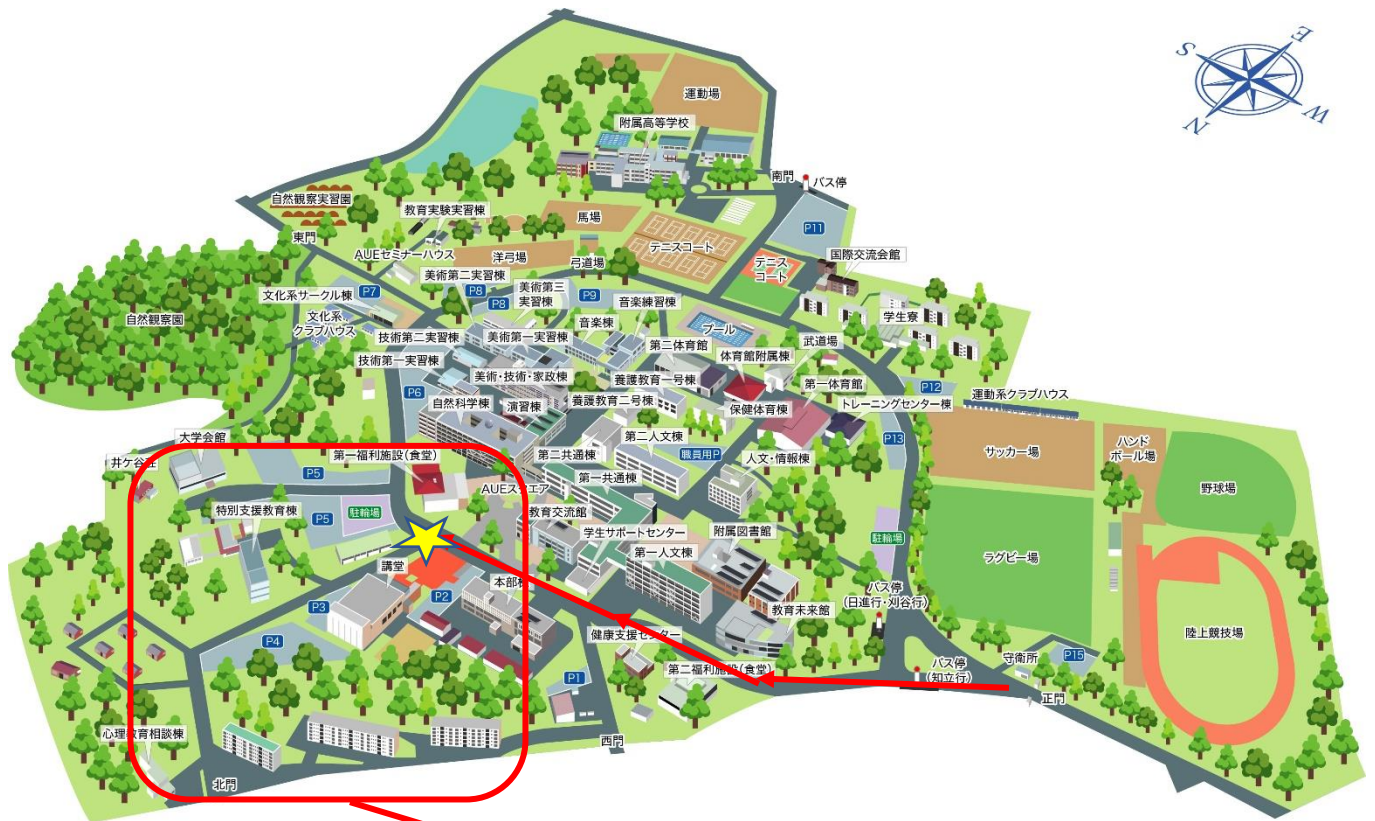 E
S
W
N
運動場
附属高等学校
南門
バス停
自然観察実習園
教育実験実習棟
馬場
P11
東門
AUEセミナーハウス
洋弓場
弓道場
テニスコート
テニス
コート
国際交流会館
美術第二実習棟
文化系サークル棟
P7
P8
P8
美術第三
実習棟
P9
音楽練習棟
自然観察園
文化系
クラブハウス
技術第二実習棟
美術第一実習棟
音楽棟
プール
学生寮
技術第一実習棟
第二体育館
体育館附属棟
武道場
美術・技術・家政棟
養護教育一号棟
第一体育館
P12
運動系クラブハウス
P6
自然科学棟
演習棟
養護教育二号棟
保健体育棟
トレーニングセンター棟
大学会館
第二人文棟
P13
サッカー場
ハンド
ボール場
井ケ谷荘
第一福利施設(食堂)
第二共通棟
職員用P
人文・情報棟
P5
AUEスクエア
第一共通棟
野球場
特別支援教育棟
P5
駐輪場
教育交流館
学生サポートセンター
附属図書館
第一人文棟
駐輪場
ラグビー場
講堂
本部棟
P2
バス停
(日進行・刈谷行)
P3
教育未来館
陸上競技場
P4
健康支援センター
第二福利施設(食堂)
バス停
(知立行)
守衛所
P15
P1
正門
心理教育相談棟
西門
北門